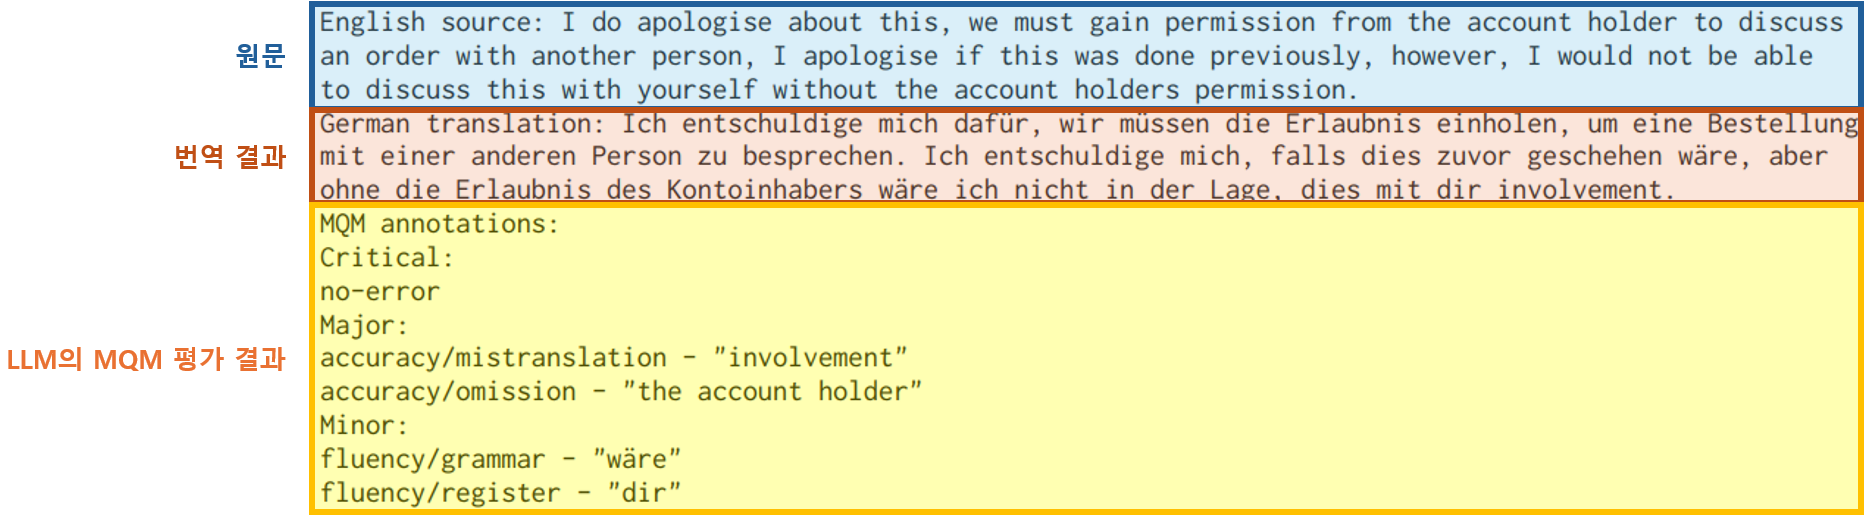 원문
English source: I do apologise about this, we must gain permission from the account holder to discuss
an order with another person, I apologise if this was done previously, however, I would not be able
to discuss this with yourself without the account holders permission.
번역 결과
German translation: Ich entschuldige mich dafür, wir müssen die Erlaubnis einholen, um eine Bestellung
mit einer anderen Person zu besprechen. Ich entschuldige mich, falls dies zuvor geschehen wäre, aber
ohne die Erlaubnis des Kontoinhabers wäre ich nicht in der Lage, dies mit dir involvement.
LLM의 MQM 평가 결과
MQM annotations:
Critical:
no-error
Major:
accuracy/mistranslation - "involvement"
accuracy/omission - "the account holder"
Minor:
fluency/grammar - "wäre"
fluency/register - "dir"